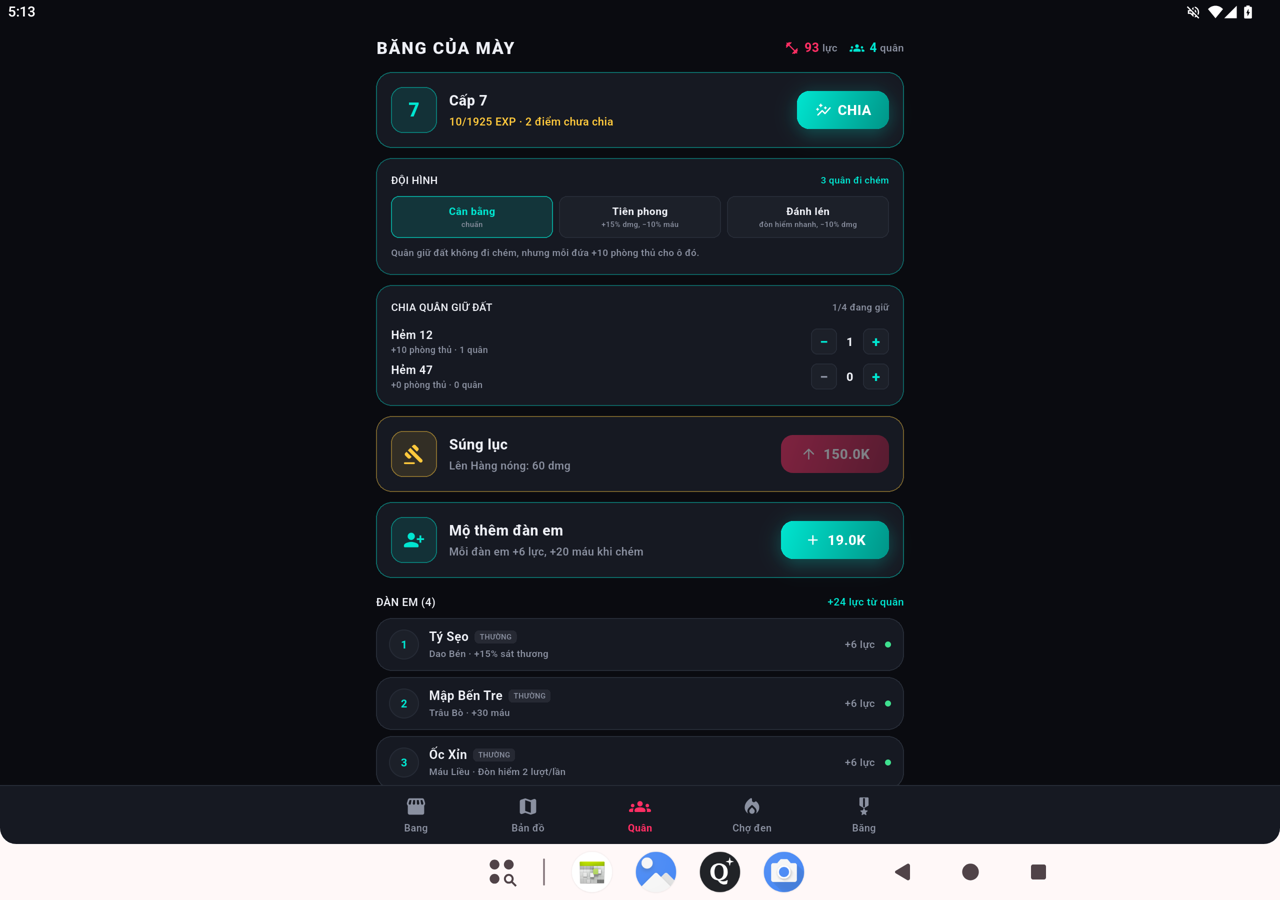 5:13
BĂNG CỦA MÀY
93 lực
4 quân
7
Cấp 7
10/1925 EXP · 2 điểm chưa chia
CHIA
ĐỘI HÌNH
3 quân đi chém
Cân bằng
chuẩn
Tiên phong
+15% dmg, −10% máu
Đánh lén
đòn hiểm nhanh, −10% dmg
Quân giữ đất không đi chém, nhưng mỗi đứa +10 phòng thủ cho ô đó.
CHIA QUÂN GIỮ ĐẤT
1/4 đang giữ
Hẻm 12
+10 phòng thủ · 1 quân
− 1 +
Hẻm 47
+0 phòng thủ · 0 quân
− 0 +
Súng lục
Lên Hàng nóng: 60 dmg
150.0K
Mộ thêm đàn em
Mỗi đàn em +6 lực, +20 máu khi chém
+ 19.0K
ĐÀN EM (4)
+24 lực từ quân
1
Tý Sẹo THƯỜNG
Dao Bén · +15% sát thương
+6 lực
2
Mập Bến Tre THƯỜNG
Trâu Bò · +30 máu
+6 lực
3
Ốc Xỉn THƯỜNG
Máu Liều · Đòn hiểm 2 lượt/lần
+6 lực
Bang
Bản đồ
Quân
Chợ đen
Băng
Q+